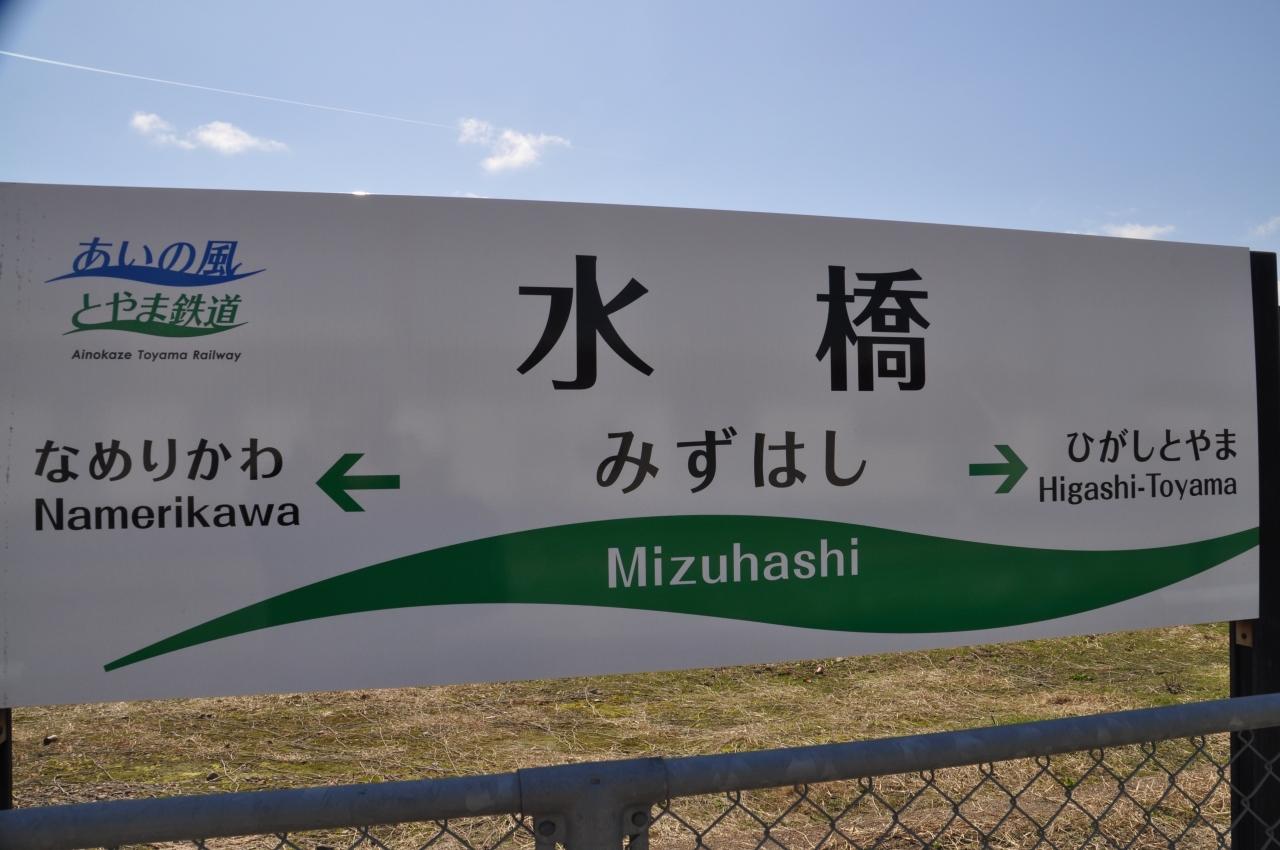 あいの風
とやま鉄道
Ainokaze Toyama Railway
水橋
みずはし
なめりかわ
Namerikawa
ひがしとやま
Higashi-Toyama
Mizuhashi